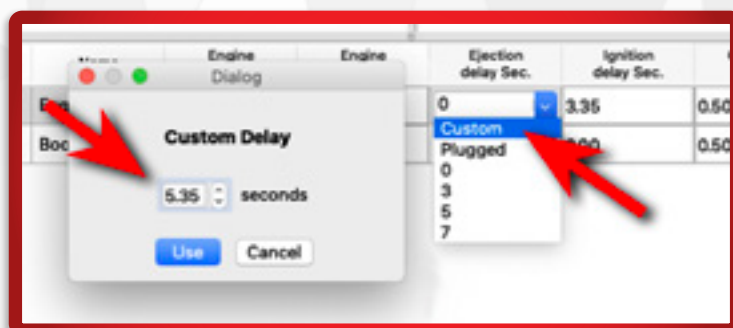 Engine
Engine
Ejection
delay Sec.
Ignition
delay Sec.
Dialog
0
3.35
0.50
Custom Delay
Custom
Boo
0.50
Plugged
0
5.35 seconds
3
5
7
Use
Cancel